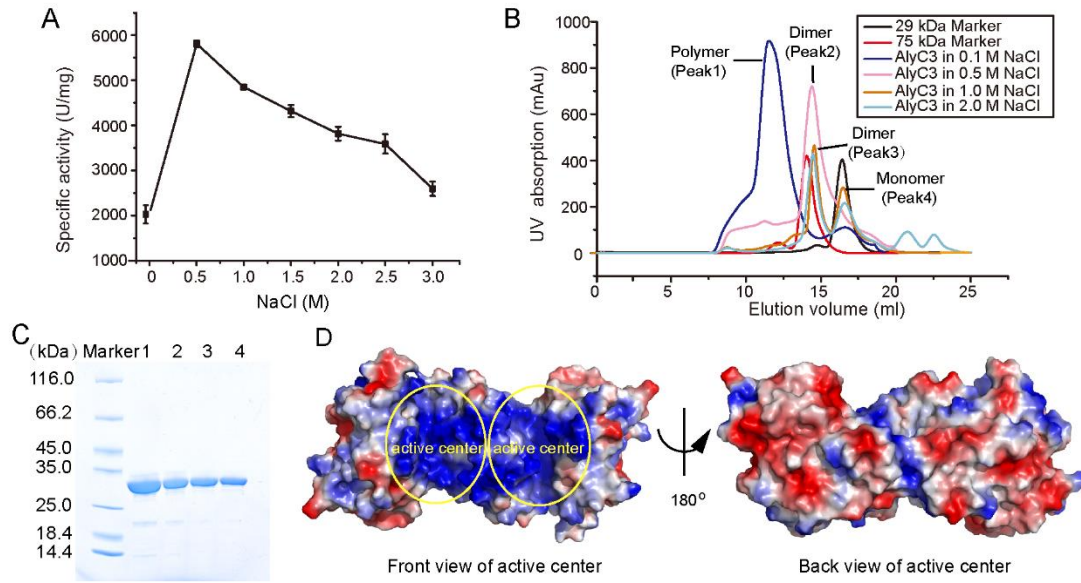 A
Specific activity (U/mg)
6000
5000
4000
3000
2000
1000
0 0.5 1.0 1.5 2.0 2.5 3.0
NaCl (M)
B
UV absorption (mAu)
1000
800
600
400
200
0
0 5 10 15 20 25
Elution volume (ml)
Polymer
(Peak1)
Dimer
(Peak2)
Dimer
(Peak3)
Monomer
(Peak4)
29 kDa Marker
75 kDa Marker
AlyC3 in 0.1 M NaCl
AlyC3 in 0.5 M NaCl
AlyC3 in 1.0 M NaCl
AlyC3 in 2.0 M NaCl
C
(kDa) Marker 1 2 3 4
116.0
66.2
45.0
35.0
25.0
18.4
14.4
D
active center active center
180°
Front view of active center
Back view of active center